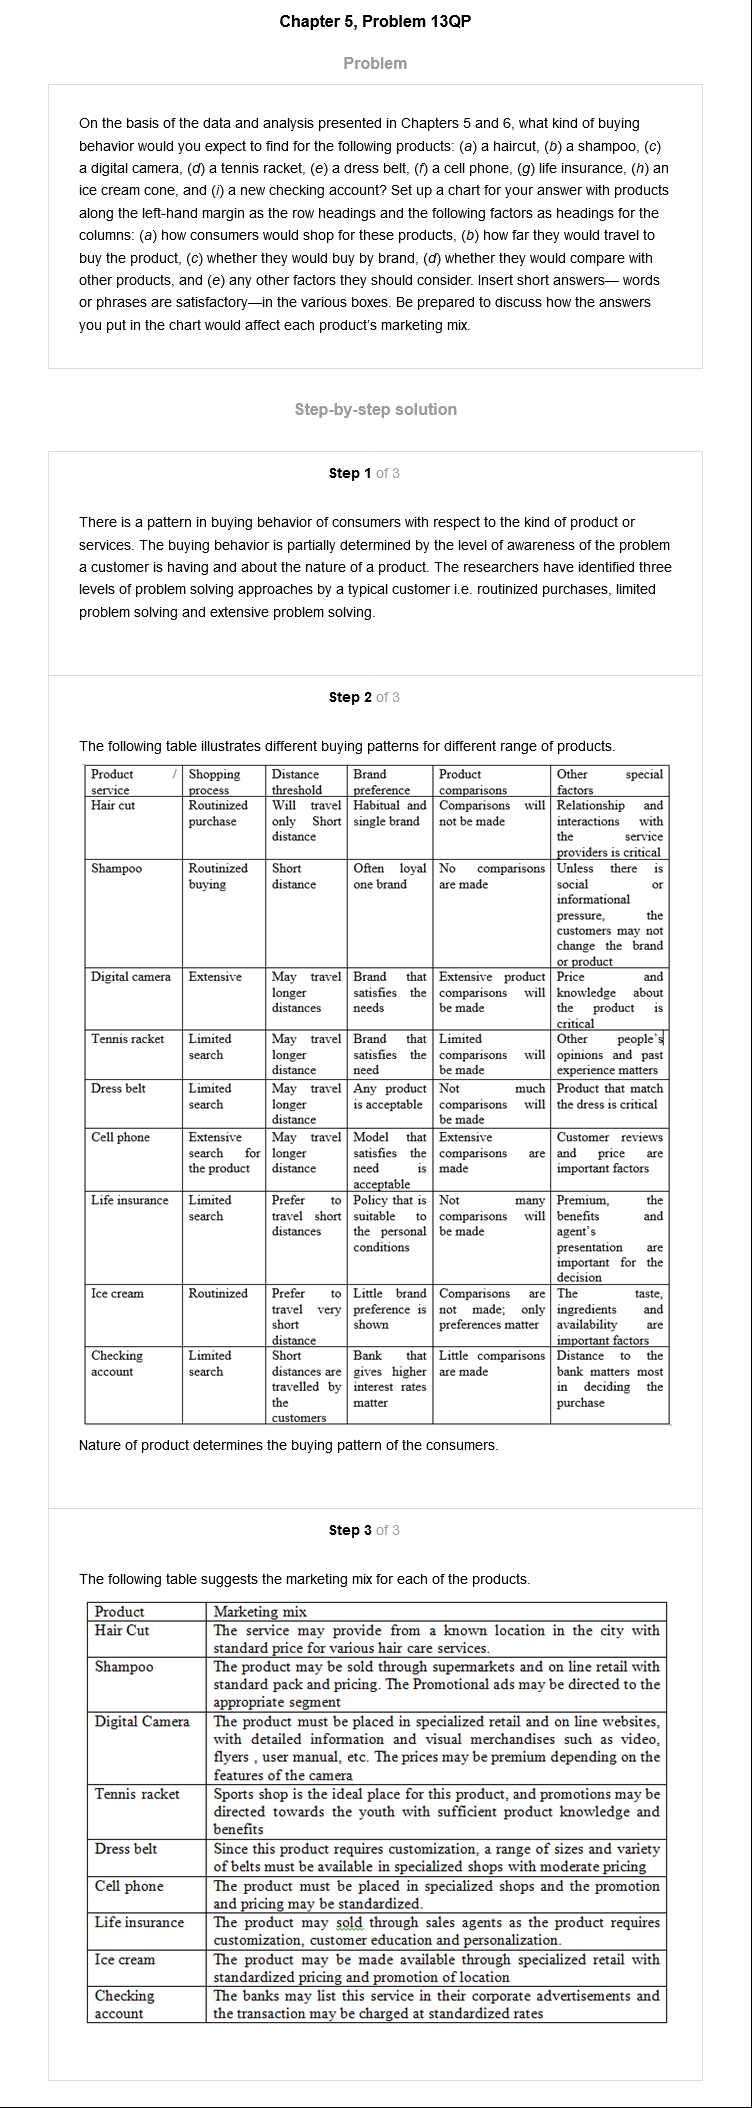 Chapter 5, Problem 13QP
Problem
On the basis of the data and analysis presented in Chapters 5 and 6, what kind of buying
behavior would you expect to find for the following products: (a) a haircut, (b) a shampoo, (c)
a digital camera, (d) a tennis racket, (e) a dress belt, (f) a cell phone, (g) life insurance, (h) an
ice cream cone, and (i) a new checking account? Set up a chart for your answer with products
along the left-hand margin as the row headings and the following factors as headings for the
columns: (a) how consumers would shop for these products, (b) how far they would travel to
buy the product, (c) whether they would buy by brand, (d) whether they would compare with
other products, and (e) any other factors they should consider. Insert short answers— words
or phrases are satisfactory—in the various boxes. Be prepared to discuss how the answers
you put in the chart would affect each product's marketing mix.
Step-by-step solution
Step 1 of 3
There is a pattern in buying behavior of consumers with respect to the kind of product or
services. The buying behavior is partially determined by the level of awareness of the problem
a customer is having and about the nature of a product. The researchers have identified three
levels of problem solving approaches by a typical customer i.e. routinized purchases, limited
problem solving and extensive problem solving.
Step 2 of 3
The following table illustrates different buying patterns for different range of products.
Product /
service
Shopping
process
Distance
threshold
Brand
preference
Product
comparisons
Other special
factors
Hair cut
Routinized
purchase
Will travel
only Short
distance
Habitual and
single brand
Comparisons will
not be made
Relationship and
interactions with
the service
providers is critical
Shampoo
Routinized
buying
Short
distance
Often loyal
one brand
No comparisons
are made
Unless there is
social or
informational
pressure, the
customers may not
change the brand
or product
Digital camera
Extensive
May travel
longer
distances
Brand that
satisfies the
needs
Extensive product
comparisons will
be made
Price and
knowledge about
the product is
critical
Tennis racket
Limited
search
May travel
longer
distance
Brand that
satisfies the
need
Limited
comparisons will
be made
Other people's
opinions and past
experience matters
Dress belt
Limited
search
May travel
longer
distance
Any product
is acceptable
Not much
comparisons will
be made
Product that match
the dress is critical
Cell phone
Extensive
search for
the product
May travel
longer
distance
Model that
satisfies the
need is
acceptable
Extensive
comparisons are
made
Customer reviews
and price are
important factors
Life insurance
Limited
search
Prefer to
travel short
distances
Policy that is
suitable to
the personal
conditions
Not many
comparisons will
be made
Premium, the
benefits and
agent's
presentation are
important for the
decision
Ice cream
Routinized
Prefer to
travel very
short
distance
Little brand
preference is
shown
Comparisons are
not made; only
preferences matter
The taste,
ingredients and
availability are
important factors
Checking
account
Limited
search
Short
distances are
travelled by
the
customers
Bank that
gives higher
interest rates
matter
Little comparisons
are made
Distance to the
bank matters most
in deciding the
purchase
Nature of product determines the buying pattern of the consumers.
Step 3 of 3
The following table suggests the marketing mix for each of the products.
Product
Marketing mix
Hair Cut
The service may provide from a known location in the city with
standard price for various hair care services.
Shampoo
The product may be sold through supermarkets and on line retail with
standard pack and pricing. The Promotional ads may be directed to the
appropriate segment
Digital Camera
The product must be placed in specialized retail and on line websites,
with detailed information and visual merchandises such as video,
flyers , user manual, etc. The prices may be premium depending on the
features of the camera
Tennis racket
Sports shop is the ideal place for this product, and promotions may be
directed towards the youth with sufficient product knowledge and
benefits
Dress belt
Since this product requires customization, a range of sizes and variety
of belts must be available in specialized shops with moderate pricing
Cell phone
The product must be placed in specialized shops and the promotion
and pricing may be standardized.
Life insurance
The product may sold through sales agents as the product requires
customization, customer education and personalization.
Ice cream
The product may be made available through specialized retail with
standardized pricing and promotion of location
Checking
account
The banks may list this service in their corporate advertisements and
the transaction may be charged at standardized rates